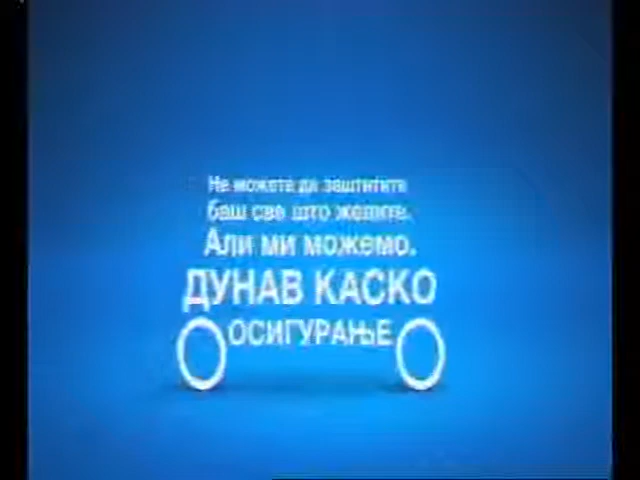 Не можете да заштитите
баш све што желите.
Али ми можемо.
ДУНАВ КАСКО
ОСИГУРАЊЕ